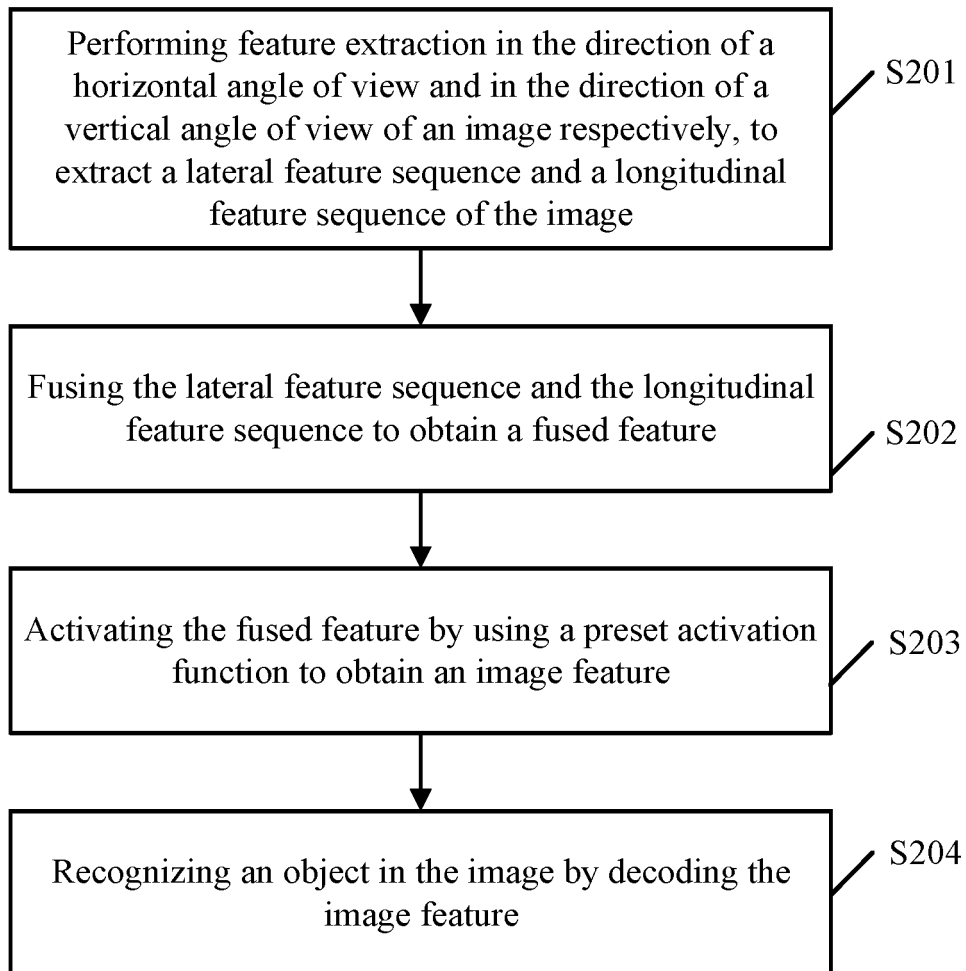 Performing feature extraction in the direction of a
horizontal angle of view and in the direction of a
vertical angle of view of an image respectively, to
extract a lateral feature sequence and a longitudinal
feature sequence of the image
S201
Fusing the lateral feature sequence and the longitudinal
feature sequence to obtain a fused feature
S202
Activating the fused feature by using a preset activation
function to obtain an image feature
S203
Recognizing an object in the image by decoding the
image feature
S204